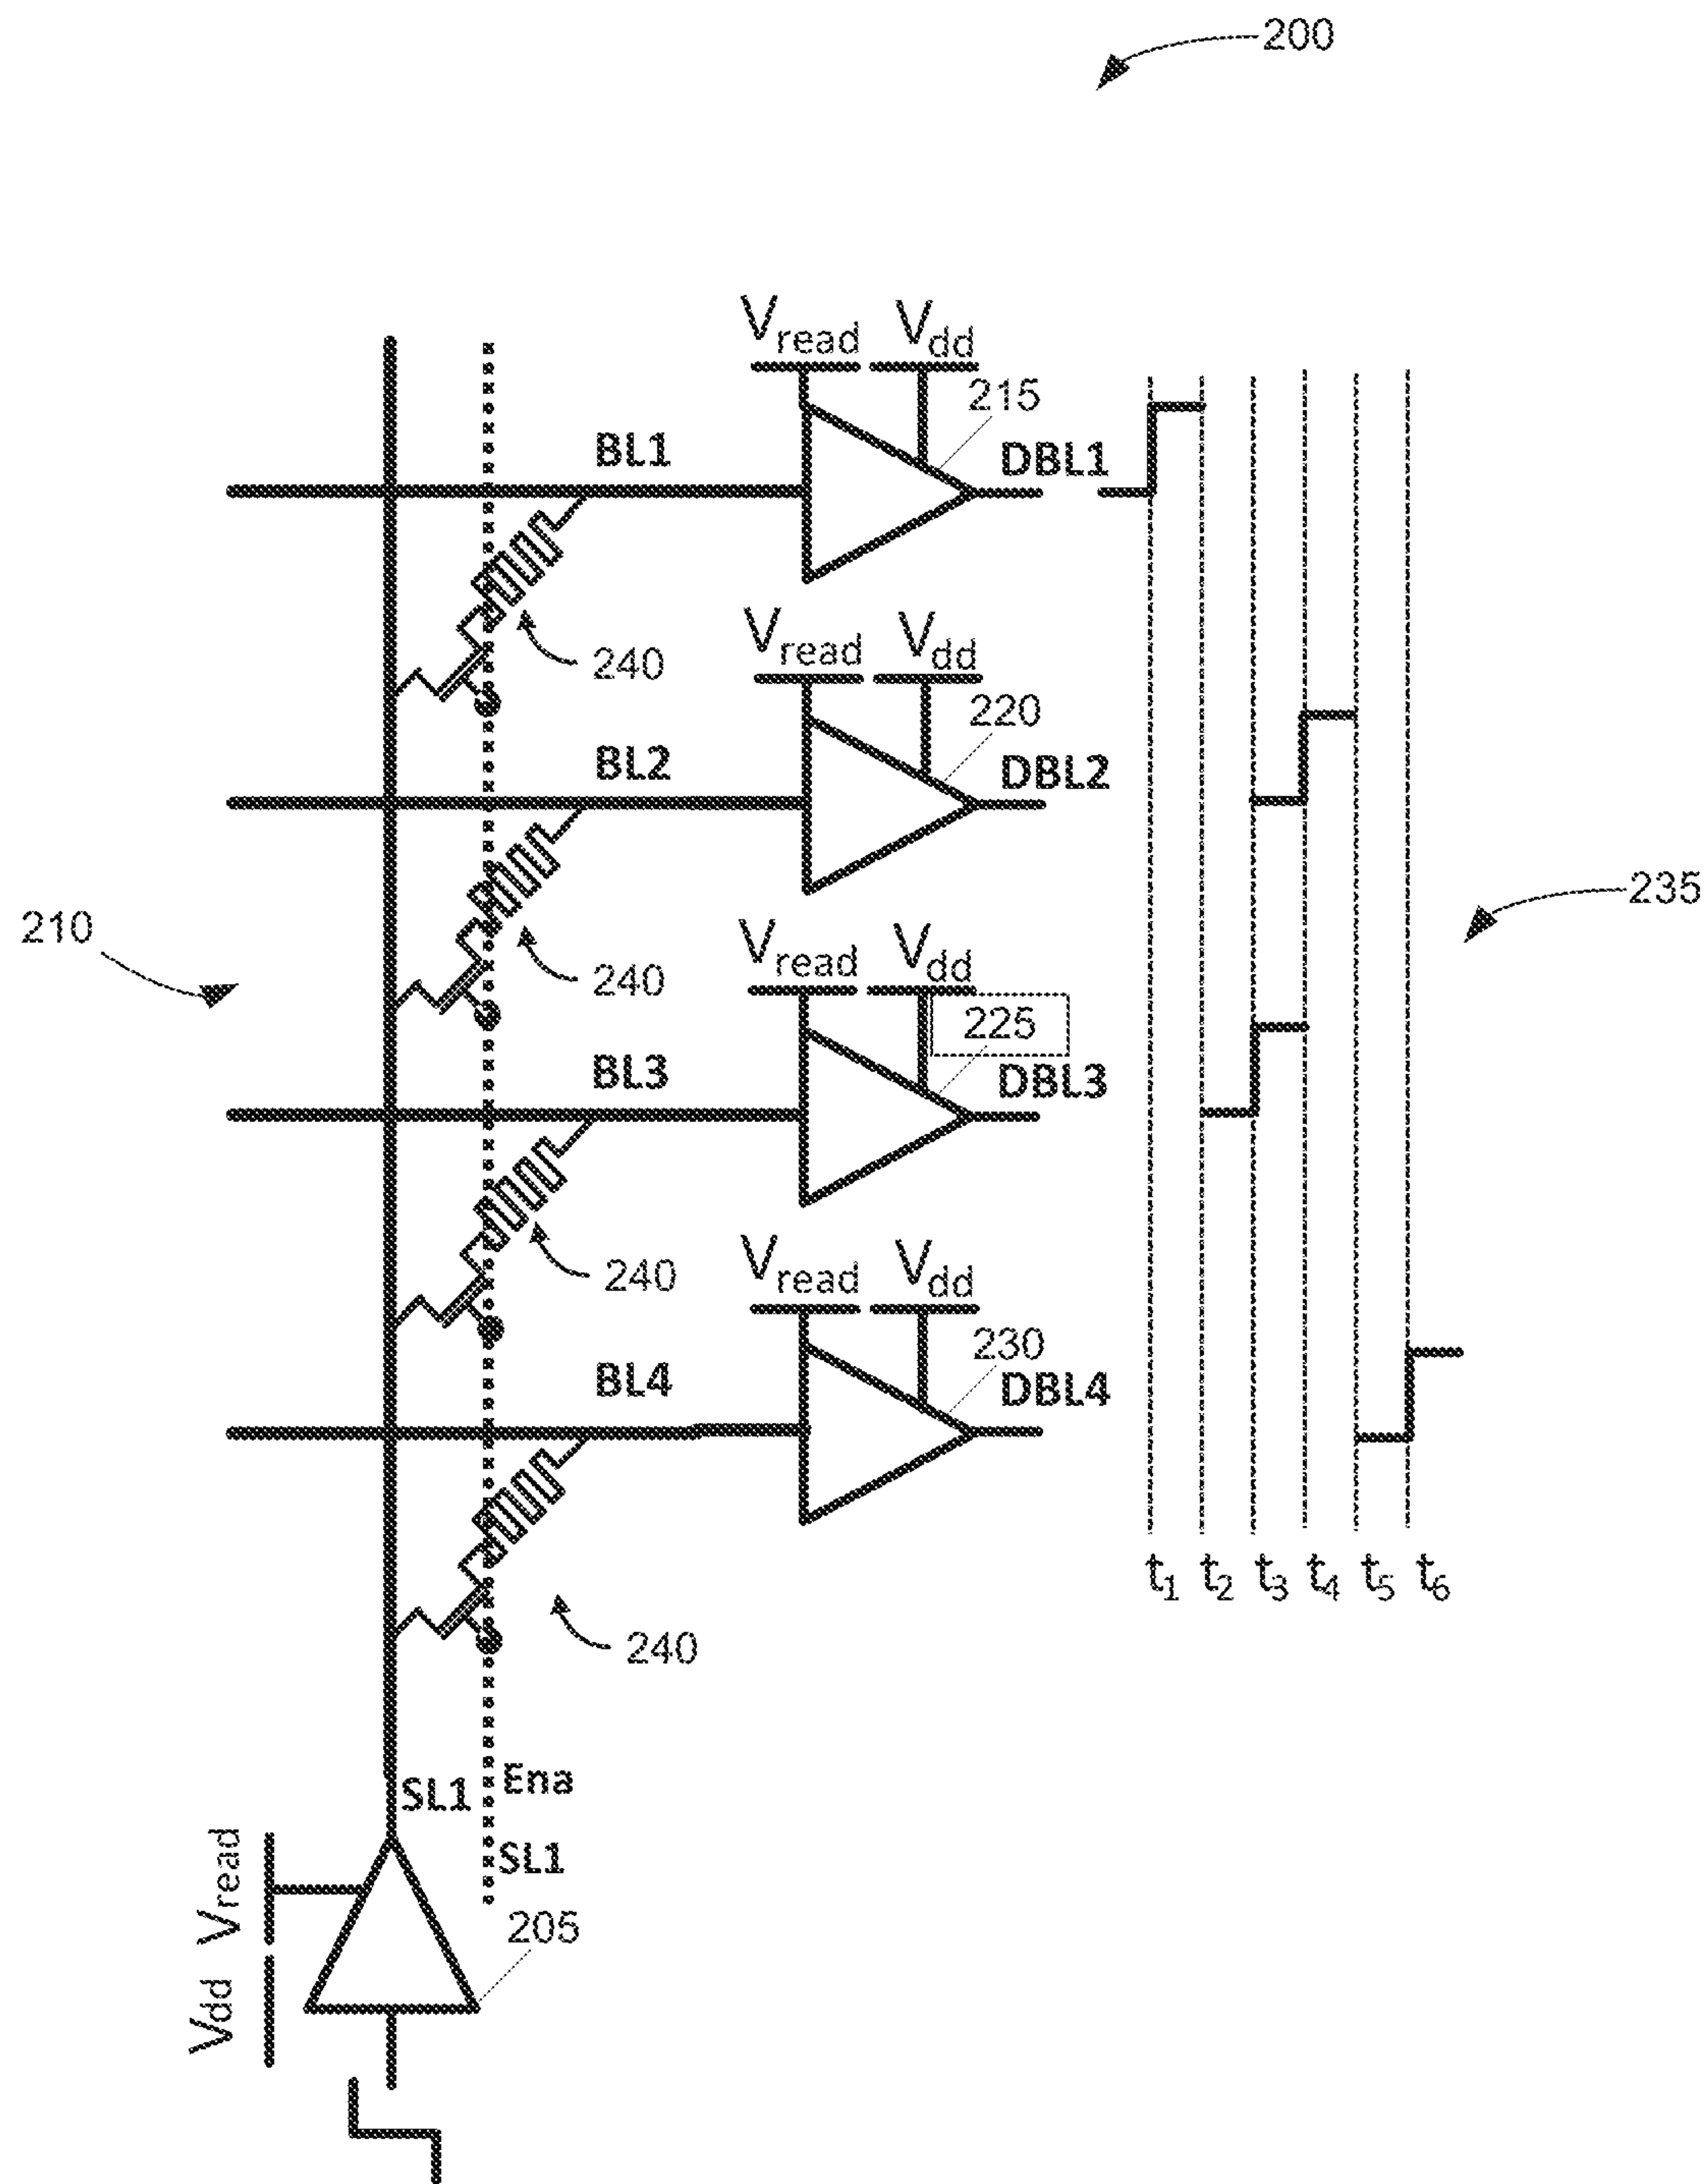 200
Vread Vdd
215
BL1
DBL1
240
Vread Vdd
220
BL2
DBL2
235
210
240
Vread Vdd
225
BL3
DBL3
240
Vread Vdd
230
BL4
DBL4
t1 t2 t3 t4 t5 t6
240
SL1 Ena
SL1
Vdd Vread
205